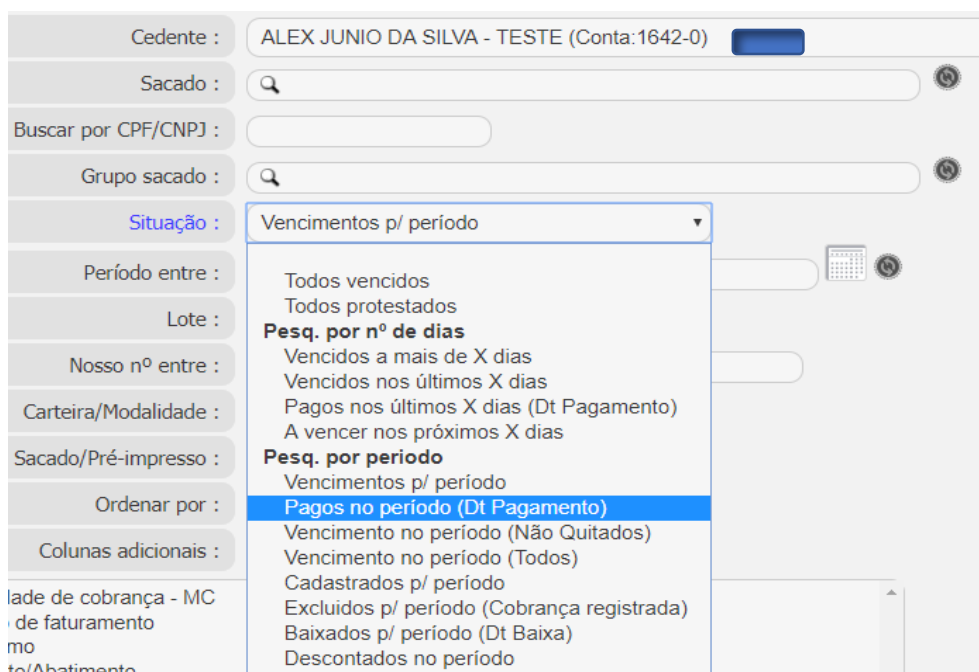 Cedente : ALEX JUNIO DA SILVA - TESTE (Conta:1642-0)
Sacado :
Buscar por CPF/CNPJ :
Grupo sacado :
Situação : Vencimentos p/ período
Período entre :
Lote :
Nosso nº entre :
Carteira/Modalidade :
Sacado/Pré-impresso :
Ordenar por :
Colunas adicionais :
Todos vencidos
Todos protestados
Pesq. por nº de dias
Vencidos a mais de X dias
Vencidos nos últimos X dias
Pagos nos últimos X dias (Dt Pagamento)
A vencer nos próximos X dias
Pesq. por periodo
Vencimentos p/ período
Pagos no período (Dt Pagamento)
Vencimento no período (Não Quitados)
Vencimento no período (Todos)
Cadastrados p/ período
Excluidos p/ período (Cobrança registrada)
Baixados p/ período (Dt Baixa)
Descontados no período
lade de cobrança - MC
de faturamento
mo
to/Abatimento